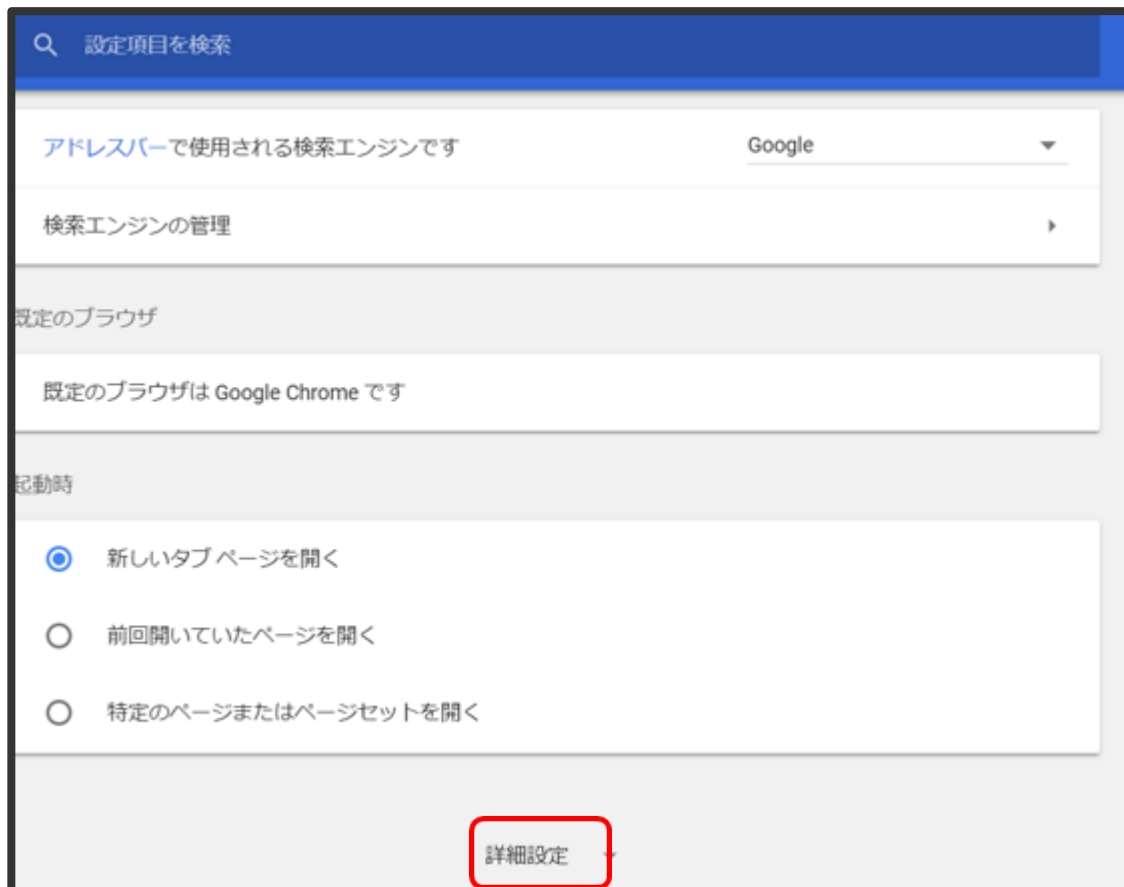 設定項目を検索
アドレスバーで使用される検索エンジンです Google
検索エンジンの管理
既定のブラウザ
既定のブラウザは Google Chrome です
起動時
新しいタブ ページを開く
前回開いていたページを開く
特定のページまたはページセットを開く
詳細設定